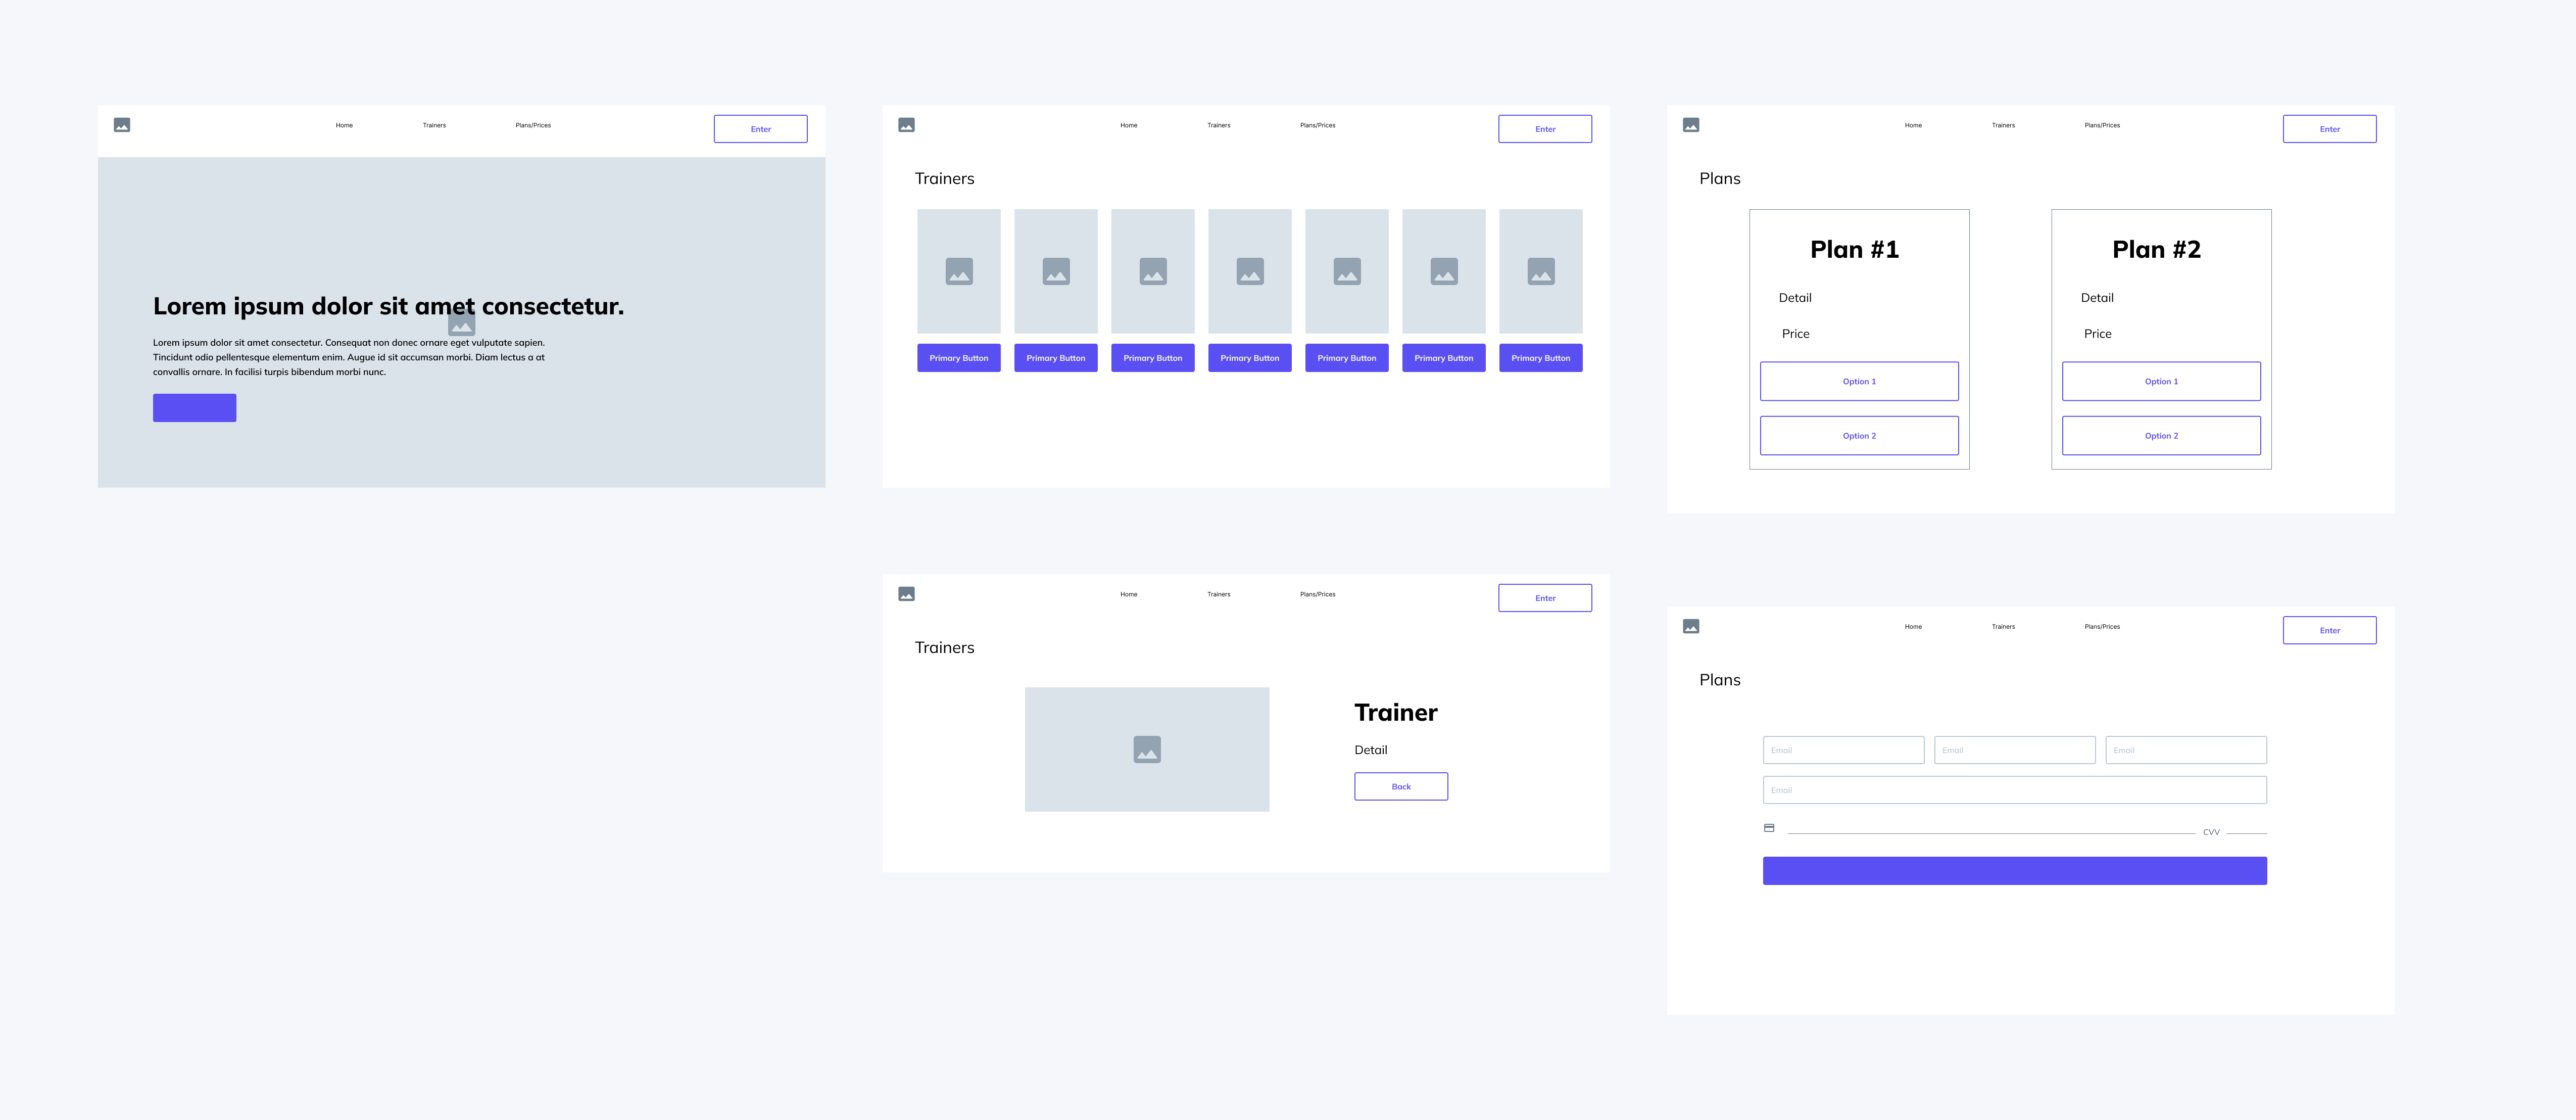 Home
Trainers
Plans/Prices
Enter
Lorem ipsum dolor sit amet consectetur.
Lorem ipsum dolor sit amet consectetur. Consequat non donec ornare eget vulputate sapien.
Tincidunt odio pellentesque elementum enim. Augue id sit accumsan morbi. Diam lectus a at
convallis ornare. In facilisi turpis bibendum morbi nunc.
Home
Trainers
Plans/Prices
Enter
Trainers
Primary Button
Primary Button
Primary Button
Primary Button
Primary Button
Primary Button
Primary Button
Home
Trainers
Plans/Prices
Enter
Plans
Plan #1
Detail
Price
Option 1
Option 2
Plan #2
Detail
Price
Option 1
Option 2
Home
Trainers
Plans/Prices
Enter
Trainers
Trainer
Detail
Back
Home
Trainers
Plans/Prices
Enter
Plans
Email
Email
Email
Email
CVV